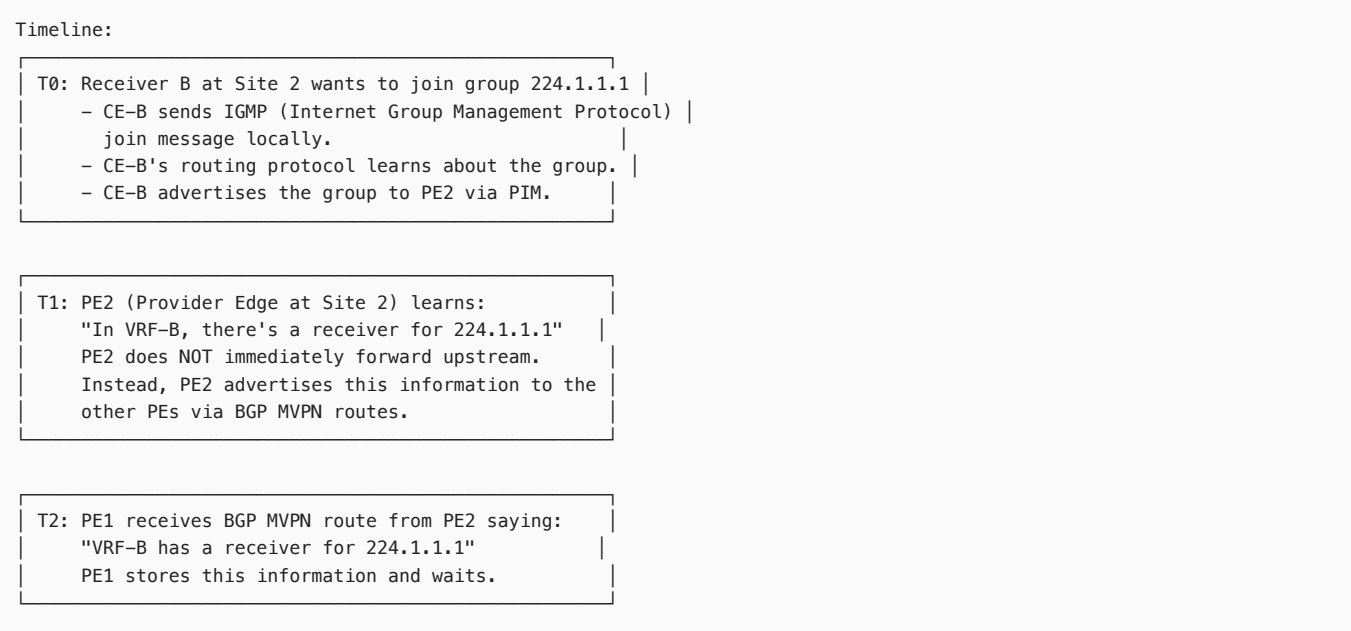 Timeline:
T0: Receiver B at Site 2 wants to join group 224.1.1.1
- CE-B sends IGMP (Internet Group Management Protocol)
join message locally.
- CE-B's routing protocol learns about the group.
- CE-B advertises the group to PE2 via PIM.
T1: PE2 (Provider Edge at Site 2) learns:
"In VRF-B, there's a receiver for 224.1.1.1"
PE2 does NOT immediately forward upstream.
Instead, PE2 advertises this information to the
other PEs via BGP MVPN routes.
T2: PE1 receives BGP MVPN route from PE2 saying:
"VRF-B has a receiver for 224.1.1.1"
PE1 stores this information and waits.